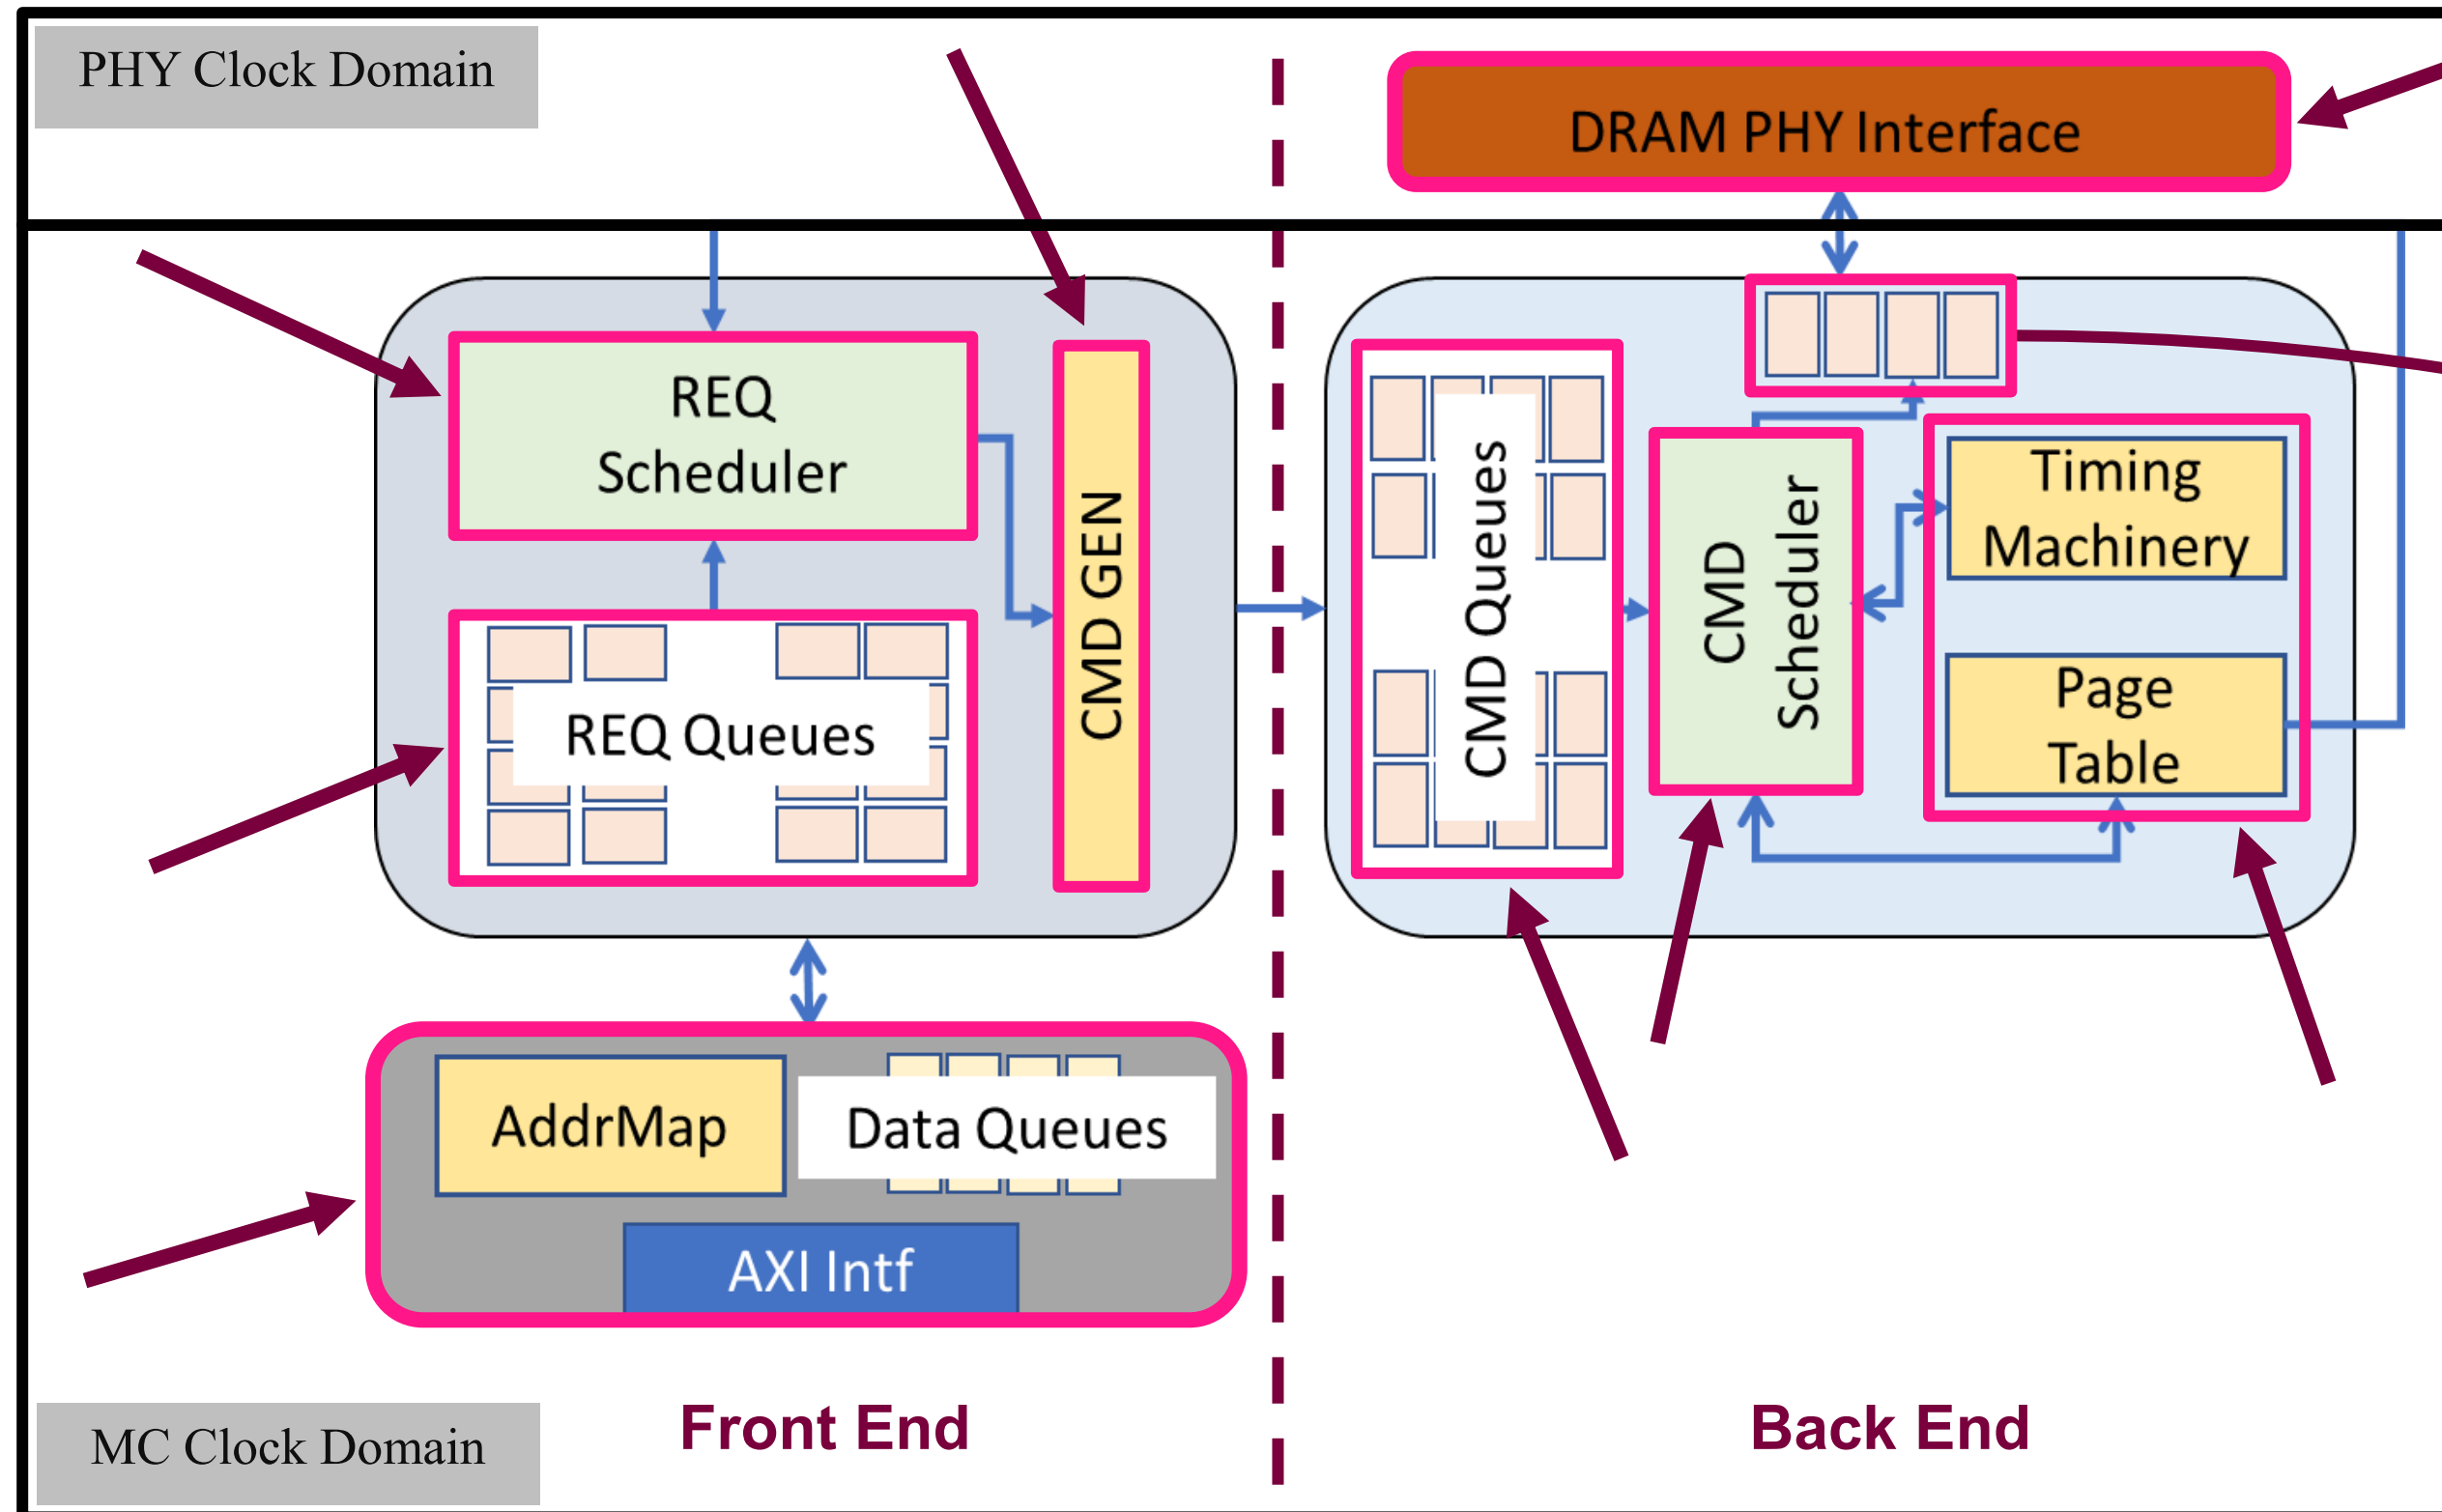 PHY Clock Domain
DRAM PHY Interface
REQ
Scheduler
CMD GEN
REQ Queues
CMD Queues
CMD
Scheduler
Timing
Machinery
Page
Table
AddrMap
Data Queues
AXI Intf
MC Clock Domain
Front End
Back End